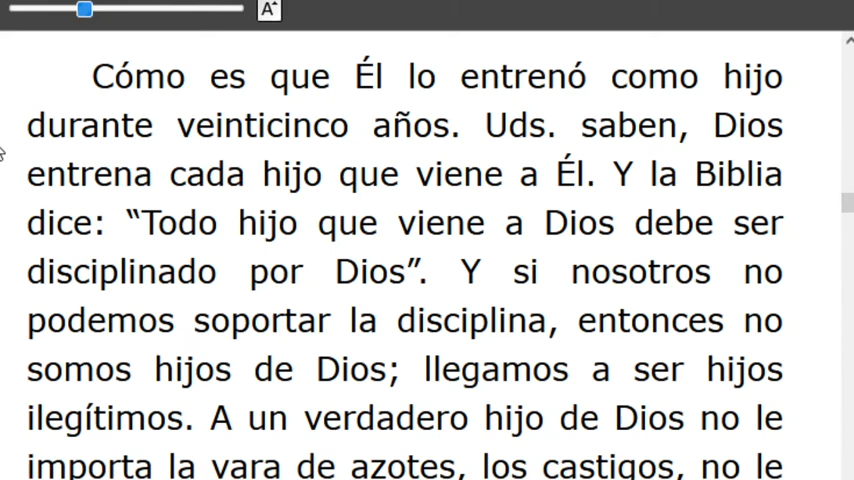 A
Cómo es que Él lo entrenó como hijo
durante veinticinco años. Uds. saben, Dios
entrena cada hijo que viene a Él. Y la Biblia
dice: “Todo hijo que viene a Dios debe ser
disciplinado por Dios”. Y si nosotros no
podemos soportar la disciplina, entonces no
somos hijos de Dios; llegamos a ser hijos
ilegítimos. A un verdadero hijo de Dios no le
importa la vara de azotes, los castigos, no le